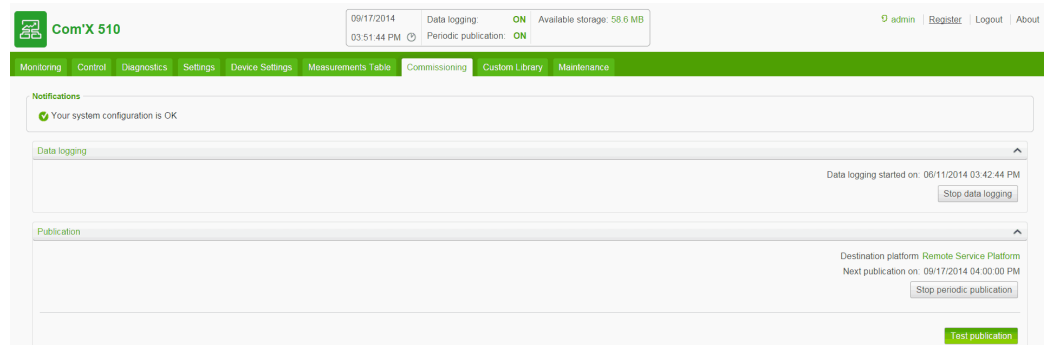 Com'X 510
09/17/2014
03:51:44 PM
Data logging: ON
Periodic publication: ON
Available storage: 58.6 MB
admin Register Logout About
Monitoring Control Diagnostics Settings Device Settings Measurements Table Commissioning Custom Library Maintenance
Notifications
Your system configuration is OK
Data logging
Data logging started on: 06/11/2014 03:42:44 PM
Stop data logging
Publication
Destination platform Remote Service Platform
Next publication on: 09/17/2014 04:00:00 PM
Stop periodic publication
Test publication